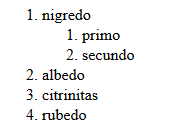 1. nigredo
1. primo
2. secundo
2. albedo
3. citrinitas
4. rubedo